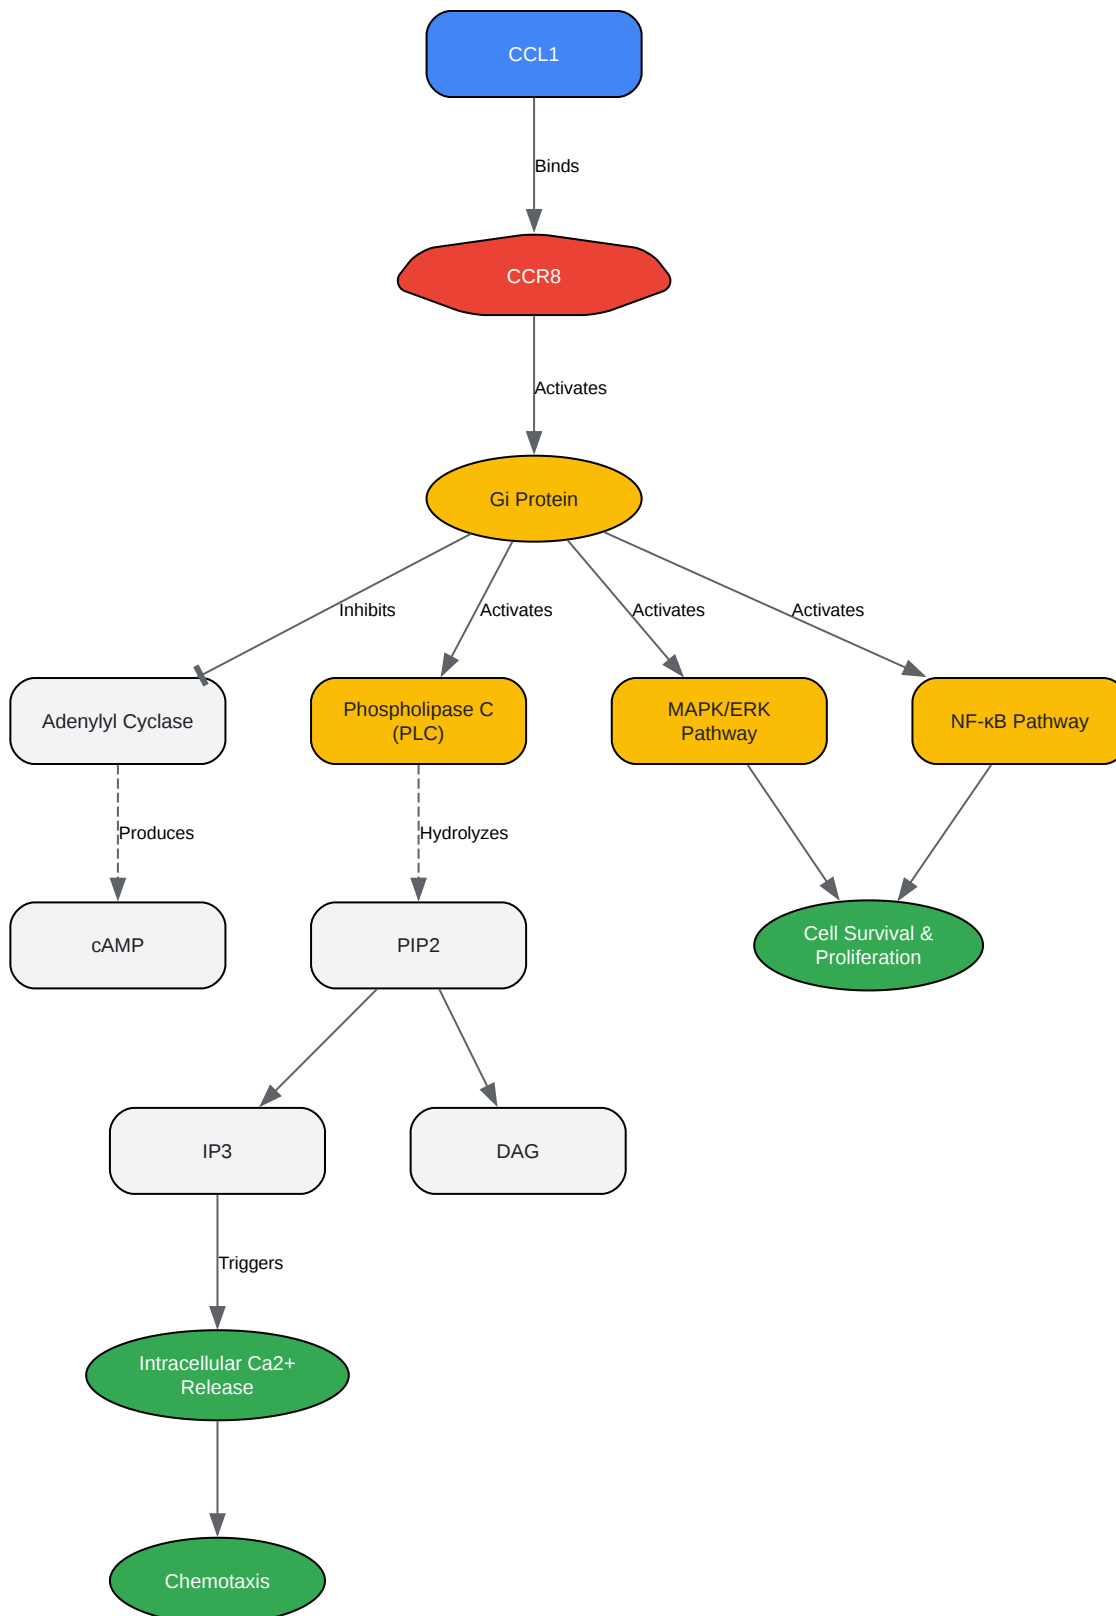 CCL1
Binds
CCR8
Activates
Gi Protein
Inhibits
Activates
Activates
Activates
Adenylyl Cyclase
Phospholipase C
(PLC)
MAPK/ERK
Pathway
NF-κB Pathway
Produces
Hydrolyzes
cAMP
PIP2
Cell Survival &
Proliferation
IP3
DAG
Triggers
Intracellular Ca2+
Release
Chemotaxis